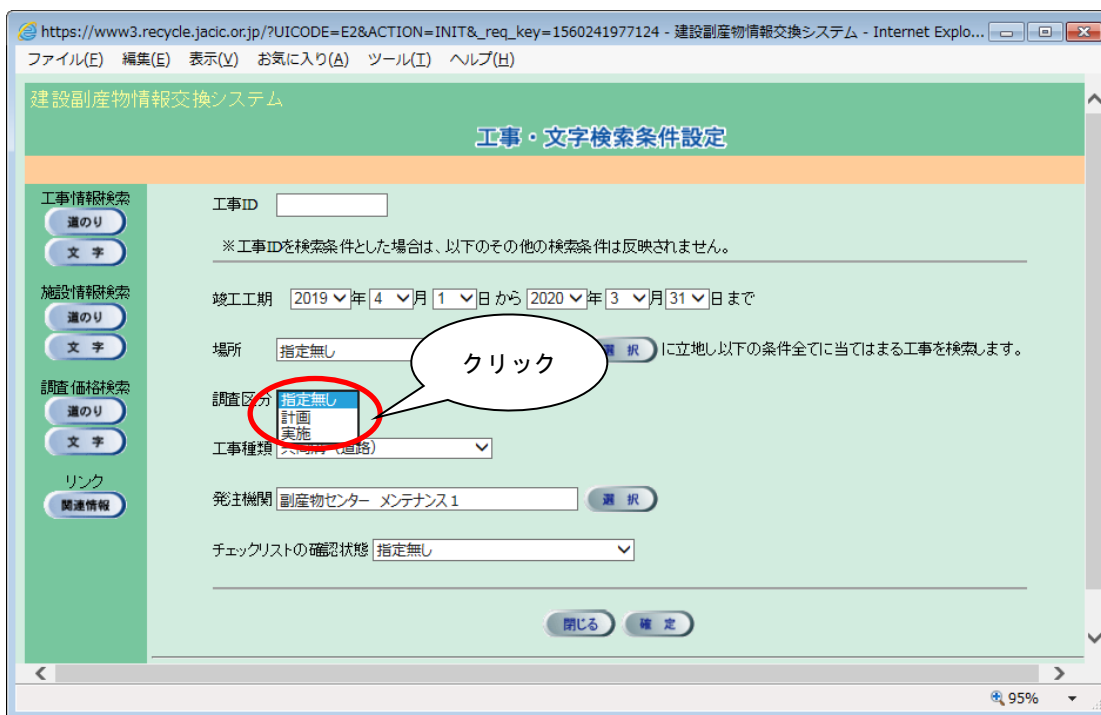 https://www3.recycle.jacic.or.jp/?UICODE=E2&ACTION=INIT&_req_key=1560241977124 - 建設副産物情報交換システム - Internet Explo...
ファイル(F) 編集(E) 表示(V) お気に入り(A) ツール(T) ヘルプ(H)
建設副産物情報交換システム
工事・文字検索条件設定
工事情報検索
道のり
文 字
施設情報検索
道のり
文 字
調査価格検索
道のり
文 字
リンク
関連情報
工事ID
※工事IDを検索条件とした場合は、以下のその他の検索条件は反映されません。
竣工工期 2019 年 4 月 1 日 から 2020 年 3 月 31 日 まで
場所 指定無し 選 択 に立地し以下の条件全てに当てはまる工事を検索します。
クリック
調査区分 指定無し
計画
実施
工事種類 共同溝（道路）
発注機関 副産物センター メンテナンス1 選 択
チェックリストの確認状態 指定無し
閉じる 確 定
95%